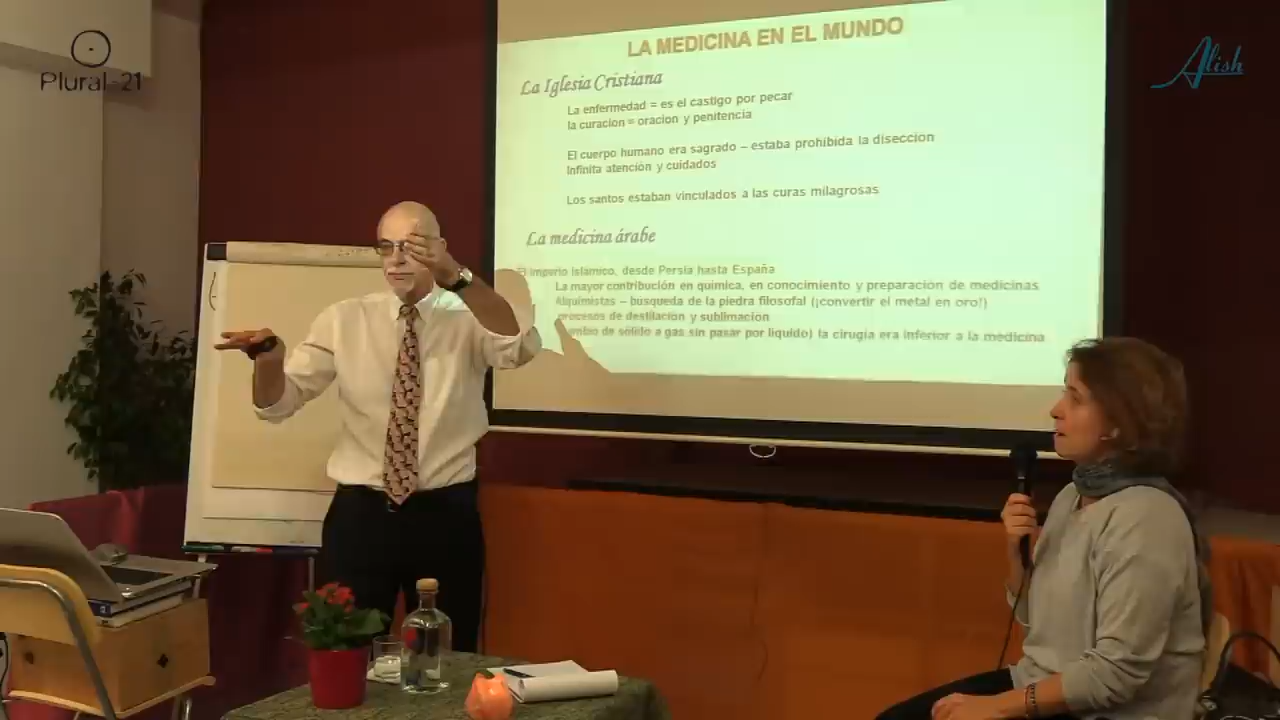 Plural-21
Alish
LA MEDICINA EN EL MUNDO
La Iglesia Cristiana
La enfermedad = es el castigo por pecar
la curacion = oracion y penitencia
El cuerpo humano era sagrado – estaba prohibida la diseccion
Infinita atención y cuidados
Los santos estaban vinculados a las curas milagrosas
La medicina árabe
El imperio islamico, desde Persia hasta España
La mayor contribución en quimica, en conocimiento y preparación de medicinas
Alquimistas – busqueda de la piedra filosofal (¡convertir el metal en oro!)
procesos de destilación y sublimación
de sólido a gas sin pasar por liquido) la cirugia era inferior a la medicina